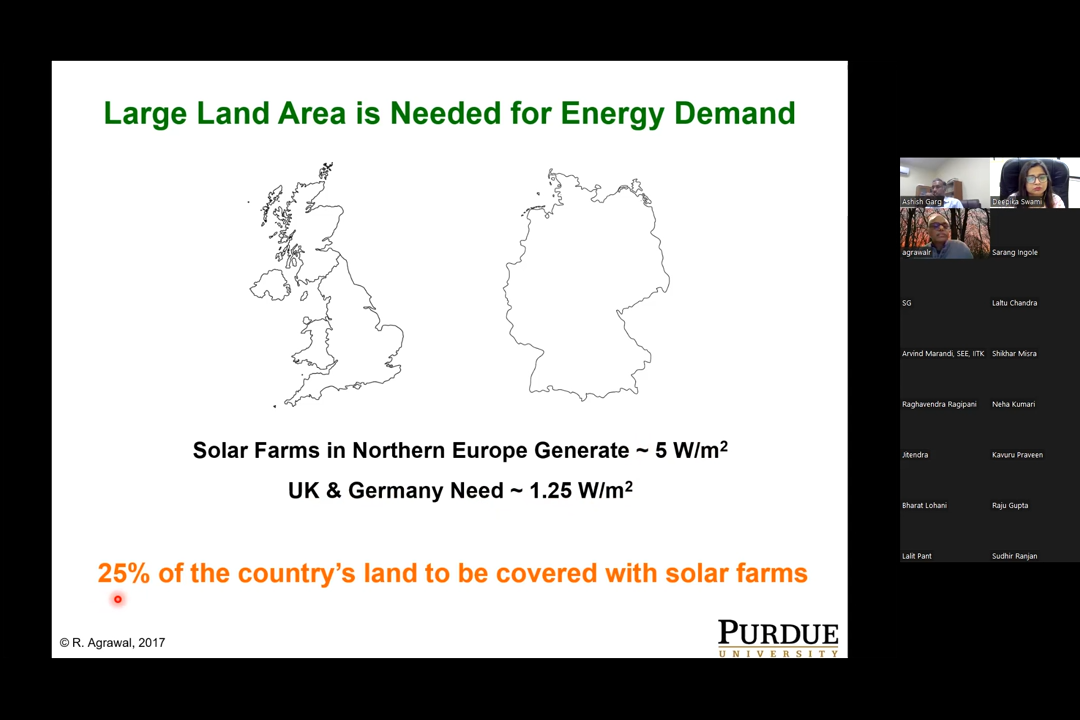 Large Land Area is Needed for Energy Demand
Solar Farms in Northern Europe Generate ~ 5 W/m²
UK & Germany Need ~ 1.25 W/m²
25% of the country’s land to be covered with solar farms
© R. Agrawal, 2017
PURDUE
UNIVERSITY
Ashish Garg
Deepika Swami
agrawalr
Sarang Ingole
SG
Laltu Chandra
Arvind Marandi, SEE, IITK
Shikhar Misra
Raghavendra Ragipani
Neha Kumari
Jitendra
Kavuru Praveen
Bharat Lohani
Raju Gupta
Lalit Pant
Sudhir Ranjan